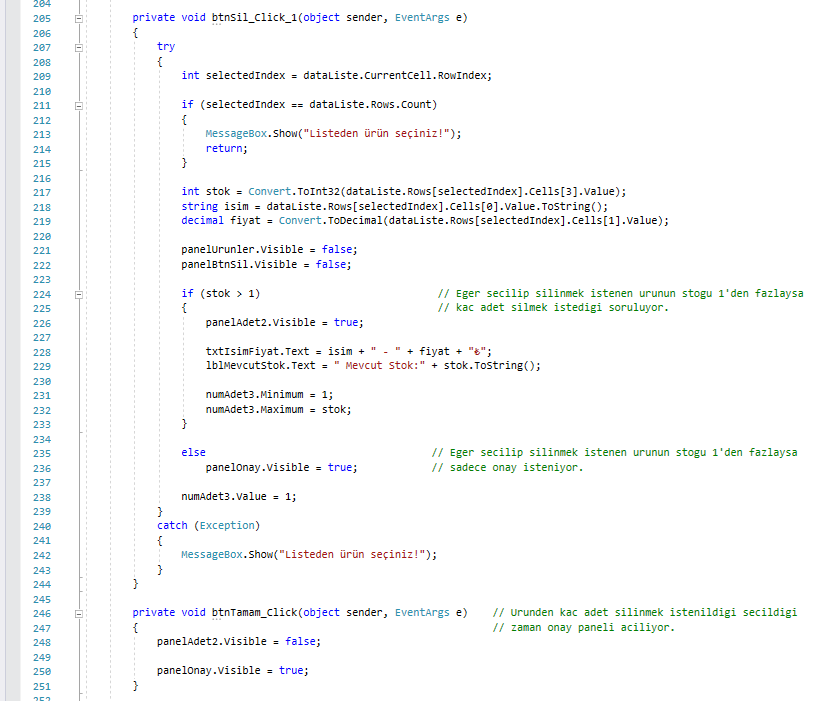 204
205 private void btnSil_Click_1(object sender, EventArgs e)
206 {
207 try
208 {
209 int selectedIndex = dataListe.CurrentCell.RowIndex;
210
211 if (selectedIndex == dataListe.Rows.Count)
212 {
213 MessageBox.Show("Listeden ürün seçiniz!");
214 return;
215 }
216
217 int stok = Convert.ToInt32(dataListe.Rows[selectedIndex].Cells[3].Value);
218 string isim = dataListe.Rows[selectedIndex].Cells[0].Value.ToString();
219 decimal fiyat = Convert.ToDecimal(dataListe.Rows[selectedIndex].Cells[1].Value);
220
221 panelUrunler.Visible = false;
222 panelBtnSil.Visible = false;
223
224 if (stok > 1) // Eger secilip silinmek istenen urunun stogu 1'den fazlaysa
225 { // kac adet silmek istedigi soruluyor.
226 panelAdet2.Visible = true;
227
228 txtIsimFiyat.Text = isim + " - " + fiyat + "₺";
229 lblMevcutStok.Text = " Mevcut Stok:" + stok.ToString();
230
231 numAdet3.Minimum = 1;
232 numAdet3.Maximum = stok;
233 }
234
235 else // Eger secilip silinmek istenen urunun stogu 1'den fazlaysa
236 panelOnay.Visible = true; // sadece onay isteniyor.
237
238 numAdet3.Value = 1;
239 }
240 catch (Exception)
241 {
242 MessageBox.Show("Listeden ürün seçiniz!");
243 }
244 }
245
246 private void btnTamam_Click(object sender, EventArgs e) // Urunden kac adet silinmek istenildigi secildigi
247 { // zaman onay paneli aciliyor.
248 panelAdet2.Visible = false;
249
250 panelOnay.Visible = true;
251 }
252